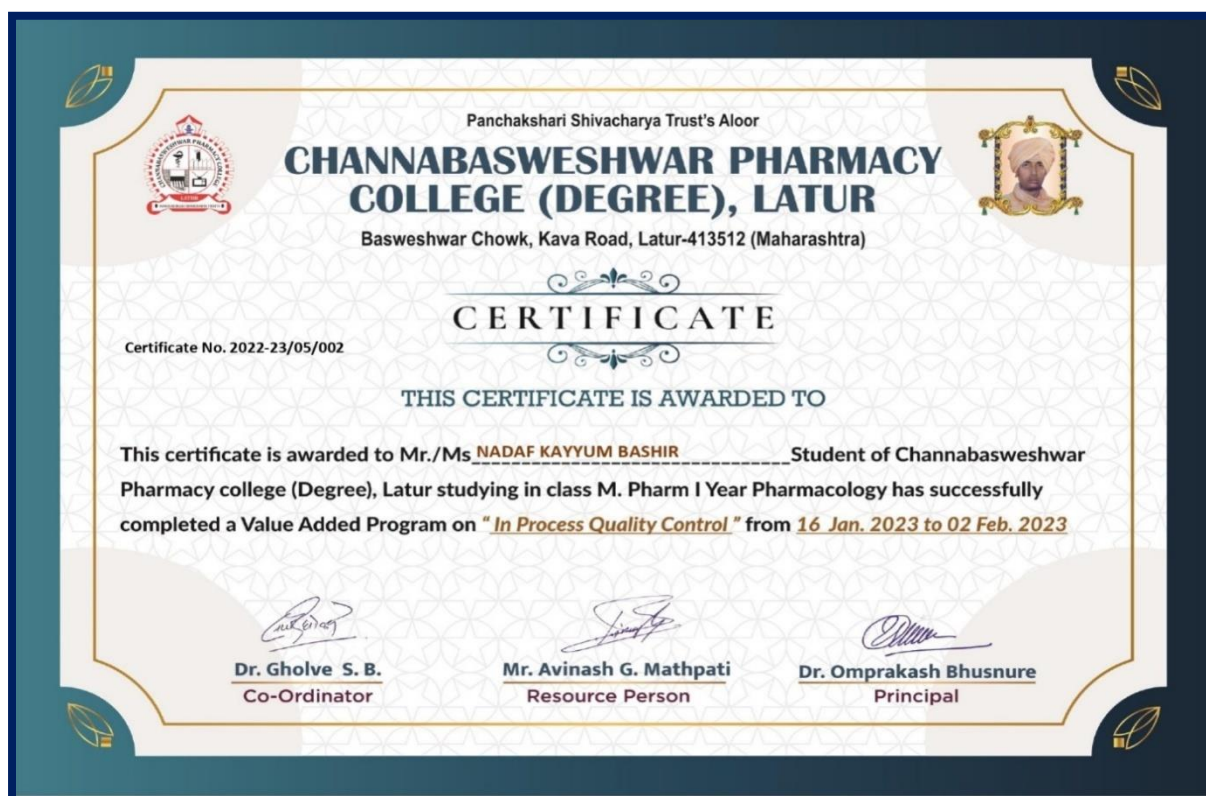 Panchakshari Shivacharya Trust's Aloor
CHANNABASWESHWAR PHARMACY
COLLEGE (DEGREE), LATUR
Basweshwar Chowk, Kava Road, Latur-413512 (Maharashtra)
CERTIFICATE
Certificate No. 2022-23/05/002
THIS CERTIFICATE IS AWARDED TO
This certificate is awarded to Mr./Ms NADAF KAYYUM BASHIR Student of Channabasweshwar
Pharmacy college (Degree), Latur studying in class M. Pharm I Year Pharmacology has successfully
completed a Value Added Program on " In Process Quality Control " from 16 Jan. 2023 to 02 Feb. 2023
Dr. Gholve S. B.
Co-Ordinator
Mr. Avinash G. Mathpati
Resource Person
Dr. Omprakash Bhusnure
Principal